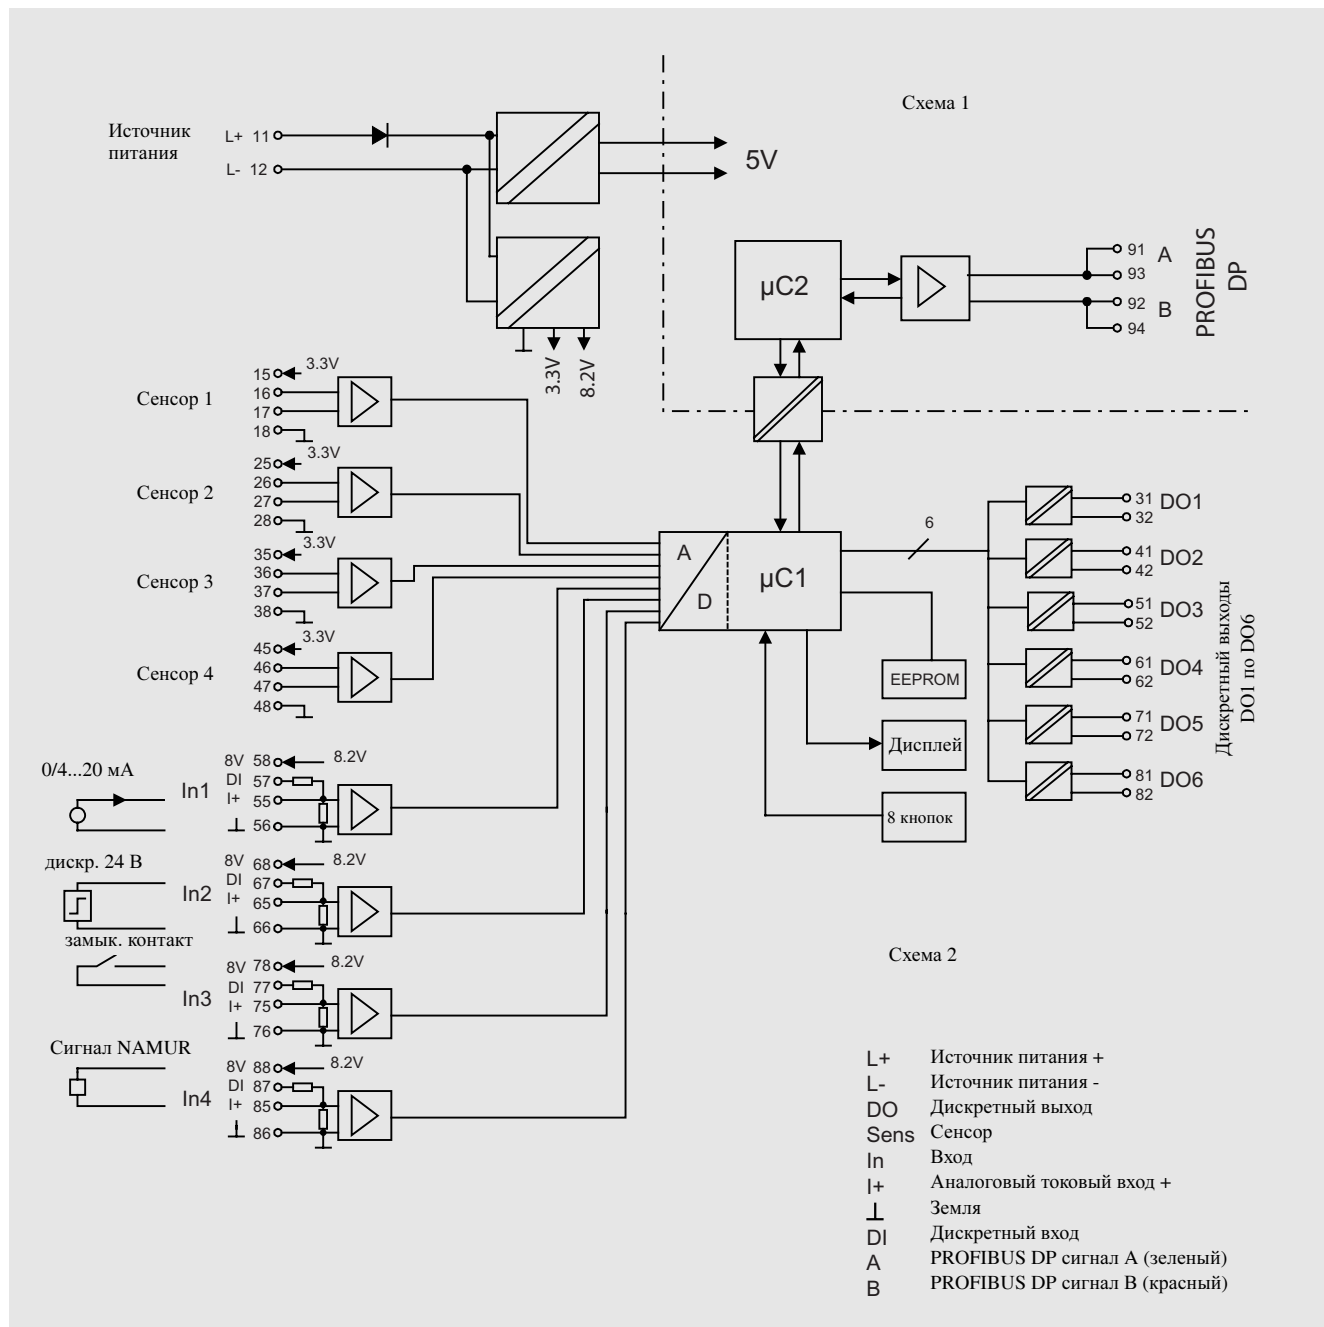 Схема 1
Источник
питания
L+ 11
L- 12
5V
µC2
91
93
A
92
94
B
PROFIBUS
DP
3.3V
8.2V
Сенсор 1
15
3.3V
16
17
18
Сенсор 2
25
3.3V
26
27
28
Сенсор 3
35
3.3V
36
37
38
Сенсор 4
45
3.3V
46
47
48
A
D
µC1
6
31
32
DO1
41
42
DO2
51
52
DO3
61
62
DO4
71
72
DO5
81
82
DO6
Дискретный выходы
DO1 по DO6
EEPROM
Дисплей
8 кнопок
0/4...20 мА
In1
8V 58
8.2V
DI 57
I+ 55
⊥ 56
дискр. 24 В
In2
8V 68
8.2V
DI 67
I+ 65
⊥ 66
замык. контакт
In3
8V 78
8.2V
DI 77
I+ 75
⊥ 76
Сигнал NAMUR
In4
8V 88
8.2V
DI 87
I+ 85
⊥ 86
Схема 2
L+ Источник питания +
L- Источник питания -
DO Дискретный выход
Sens Сенсор
In Вход
I+ Аналоговый токовый вход +
⊥ Земля
DI Дискретный вход
A PROFIBUS DP сигнал А (зеленый)
B PROFIBUS DP сигнал В (красный)